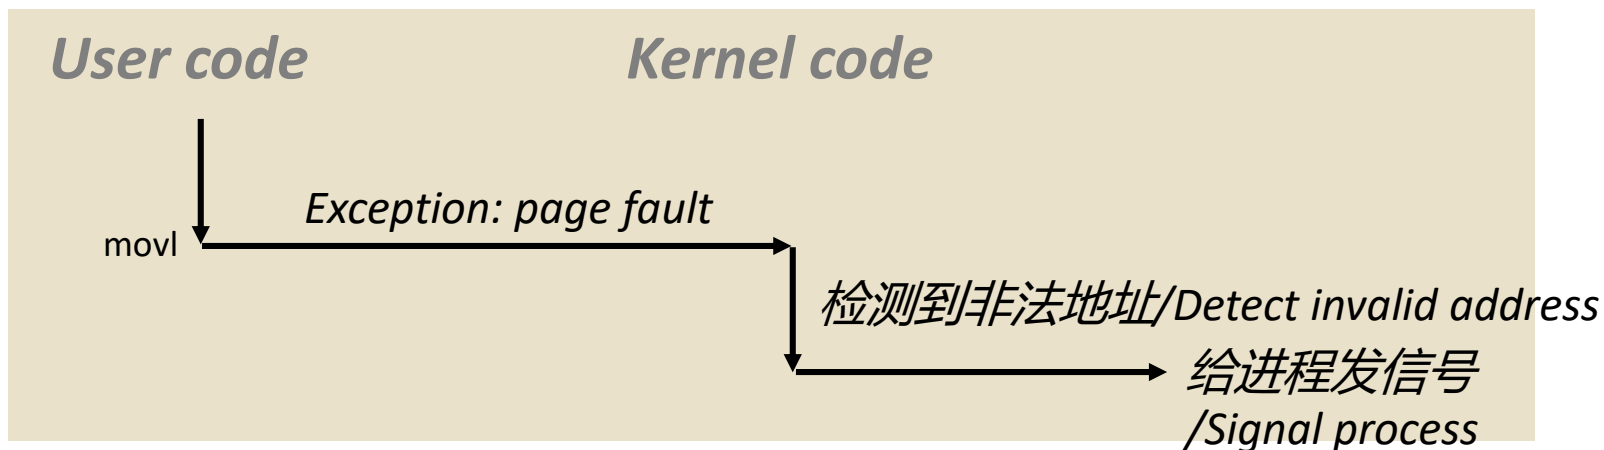 User code
Kernel code
Exception: page fault
movl
检测到非法地址/Detect invalid address
给进程发信号
/Signal process